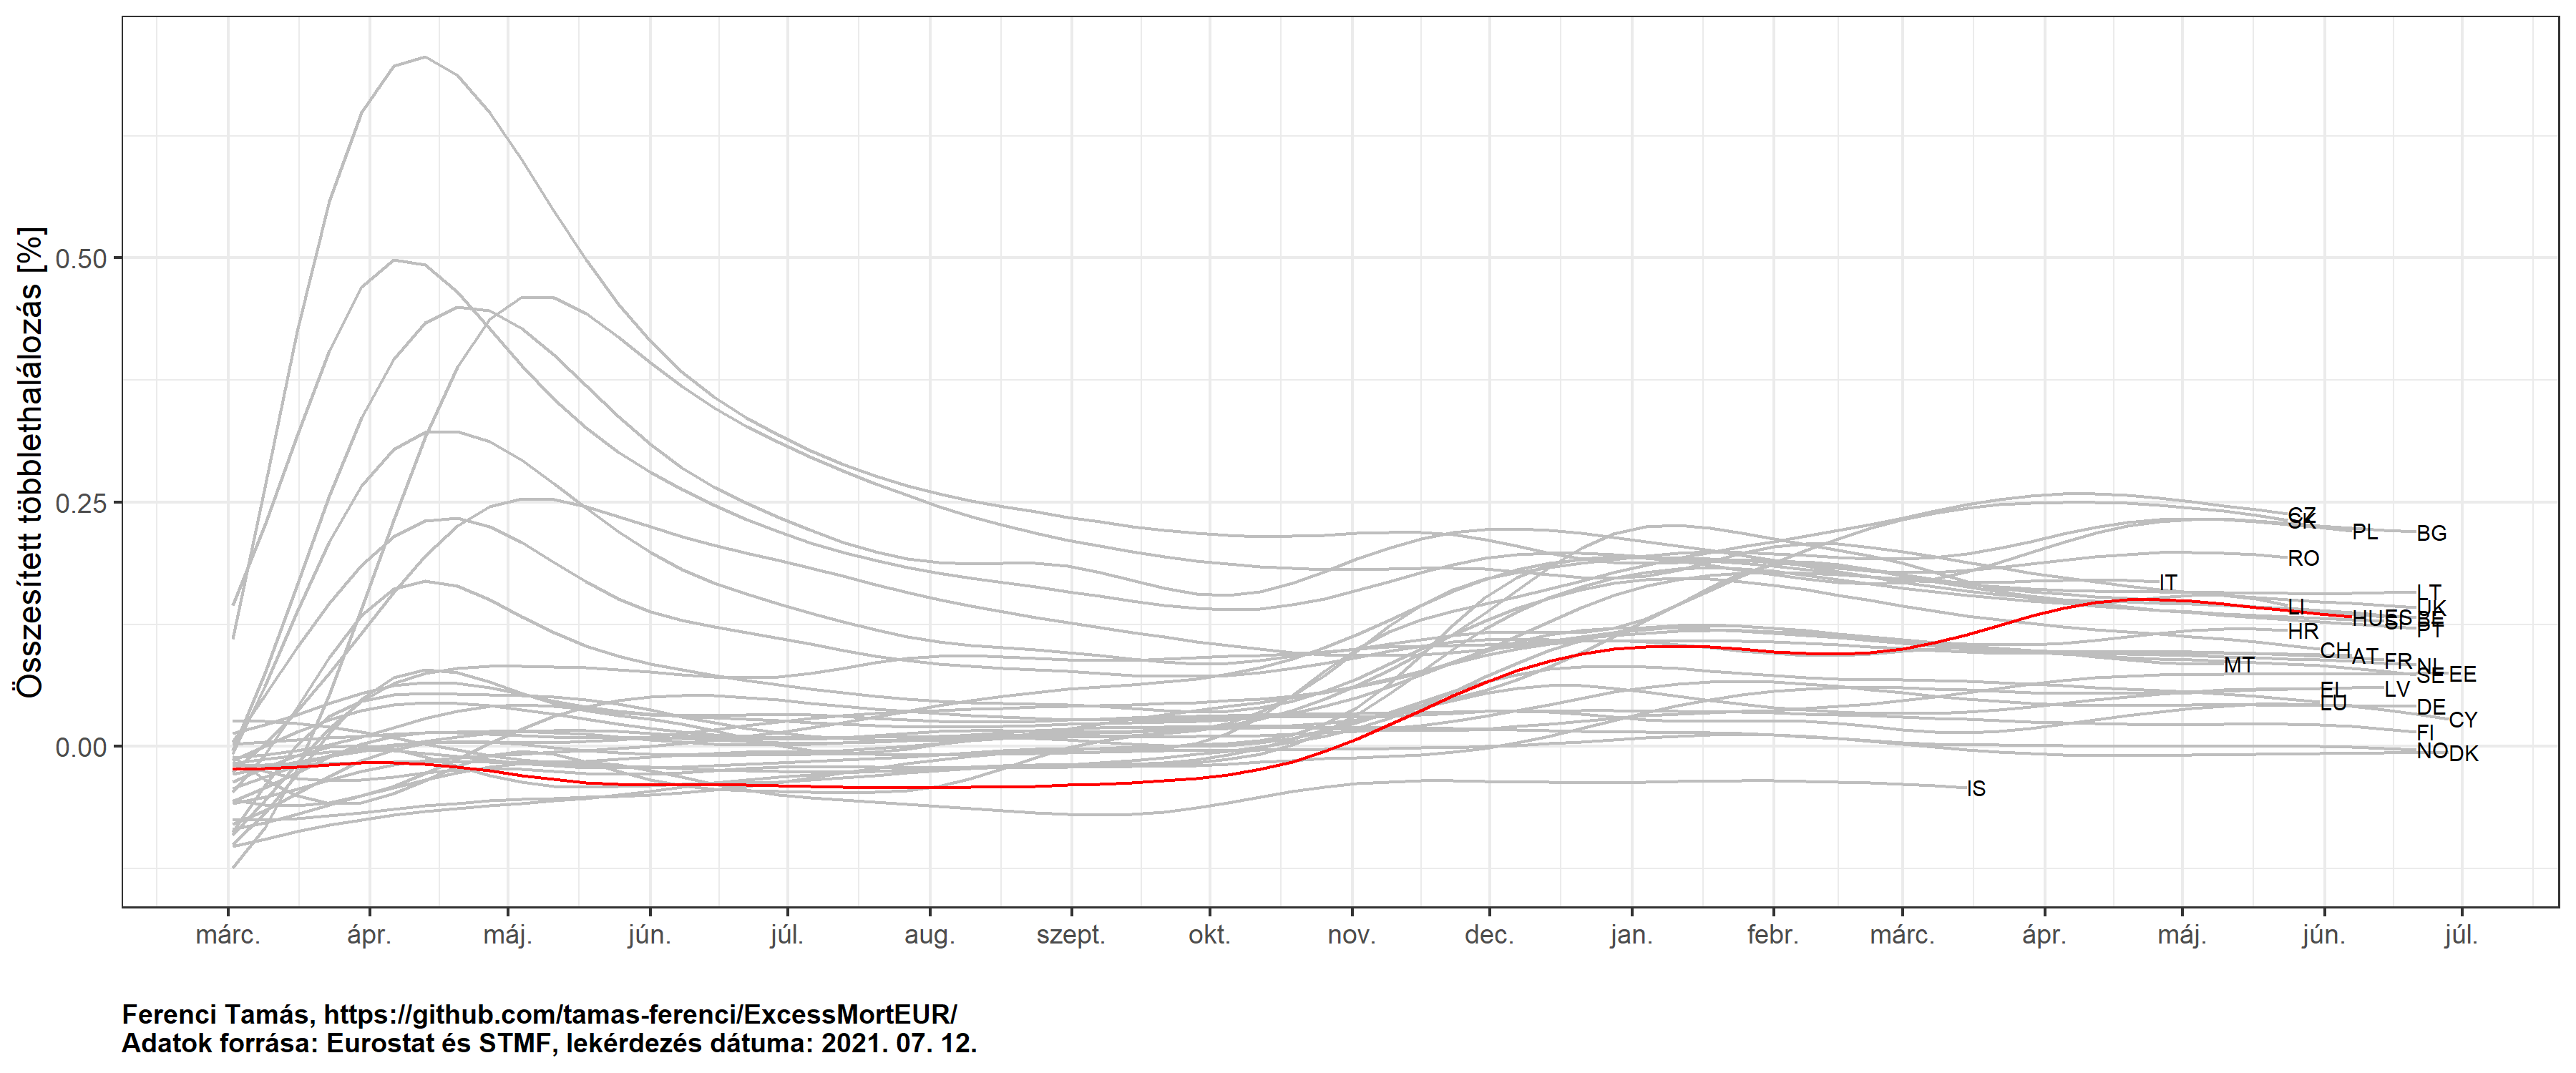 Összesített többlethalálozás [%]
0.50
0.25
0.00
CZ
SK
PL
BG
RO
IT
LT
LI
UK
HU
ES
SI
BE
PT
HR
CH
AT
FR
NL
MT
SE
EE
EL
LV
LU
DE
CY
FI
NO
DK
IS
márc. ápr. máj. jún. júl. aug. szept. okt. nov. dec. jan. febr. márc. ápr. máj. jún. júl.
Ferenci Tamás, https://github.com/tamas-ferenci/ExcessMortEUR/
Adatok forrása: Eurostat és STMF, lekérdezés dátuma: 2021. 07. 12.